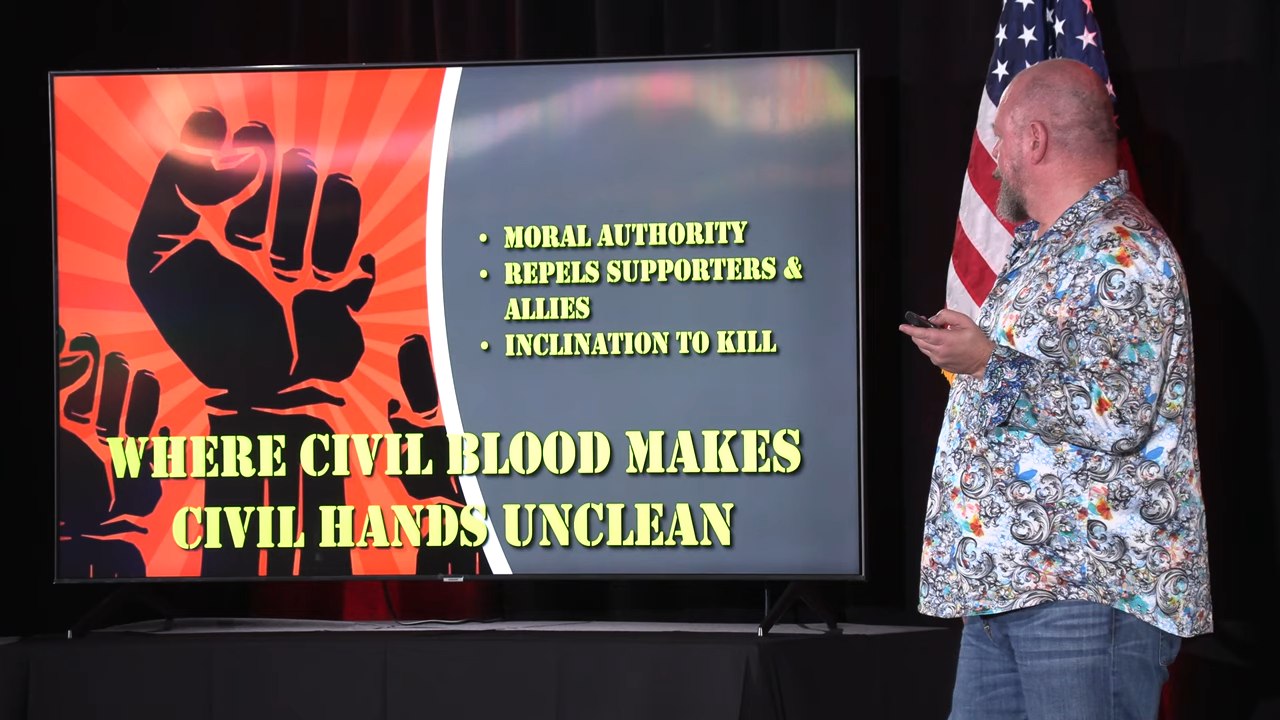 • MORAL AUTHORITY
• REPELS SUPPORTERS &
ALLIES
• INCLINATION TO KILL
WHERE CIVIL BLOOD MAKES
CIVIL HANDS UNCLEAN